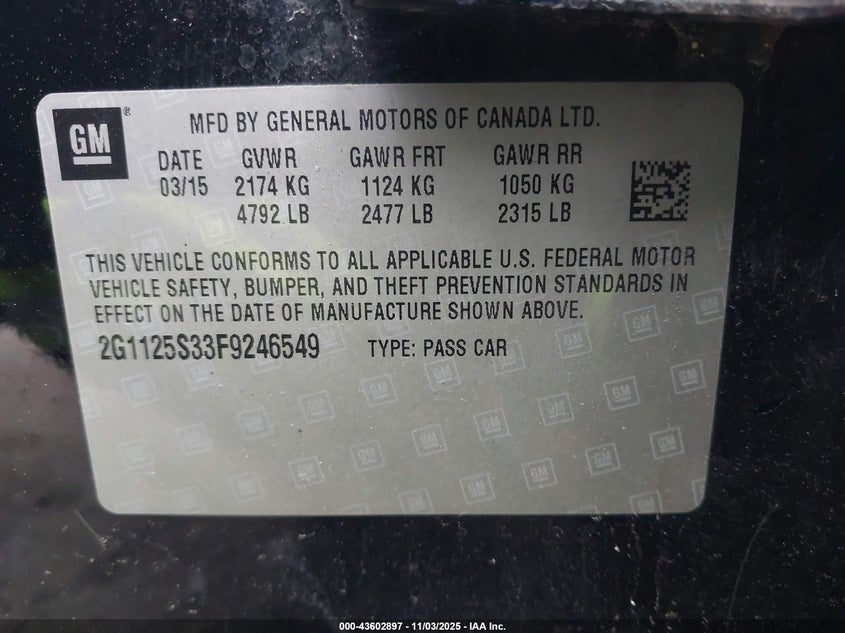 GM®
MFD BY GENERAL MOTORS OF CANADA LTD.
DATE GVWR GAWR FRT GAWR RR
03/15 2174 KG 1124 KG 1050 KG
4792 LB 2477 LB 2315 LB
THIS VEHICLE CONFORMS TO ALL APPLICABLE U.S. FEDERAL MOTOR
VEHICLE SAFETY, BUMPER, AND THEFT PREVENTION STANDARDS IN
EFFECT ON THE DATE OF MANUFACTURE SHOWN ABOVE.
2G1125S33F9246549 TYPE: PASS CAR
000-43602897 - 11/03/2025 - IAA Inc.